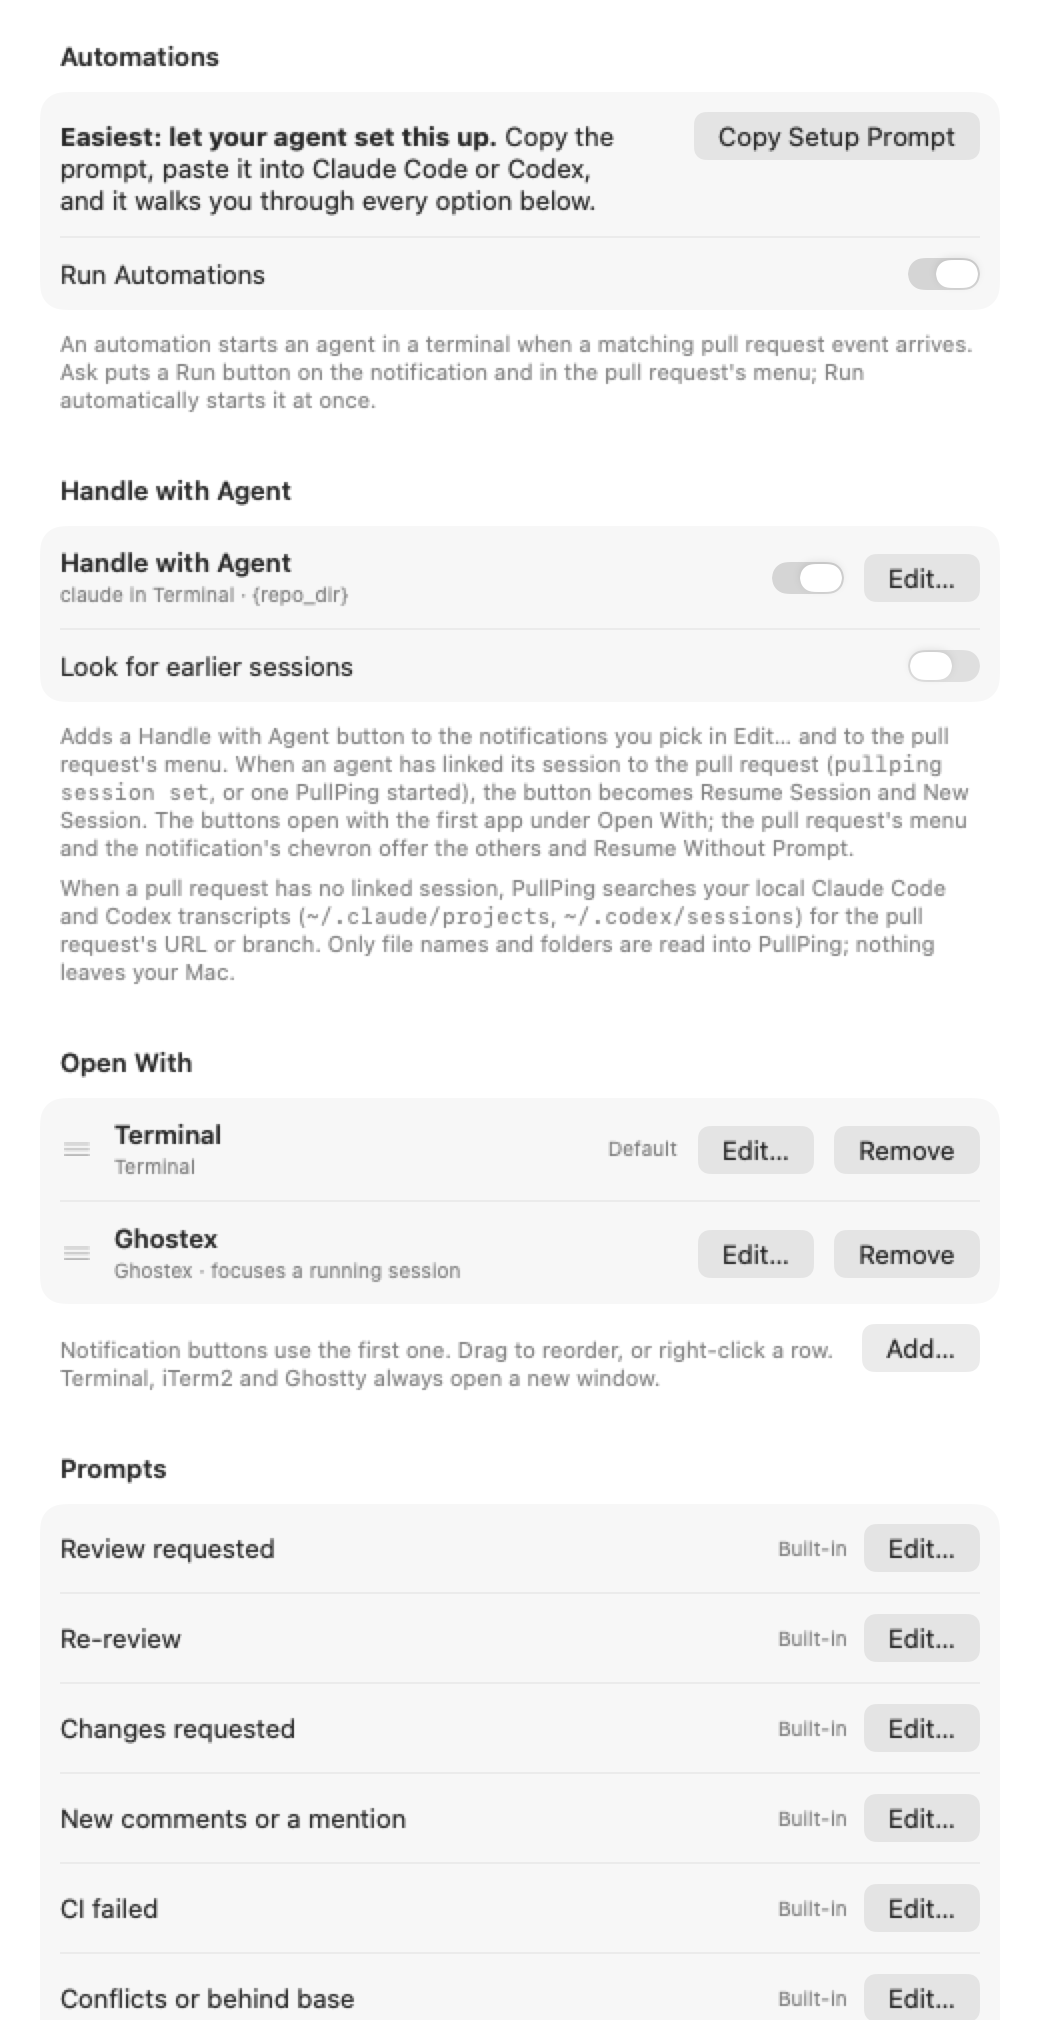 Automations
Easiest: let your agent set this up. Copy the
prompt, paste it into Claude Code or Codex,
and it walks you through every option below.
Copy Setup Prompt
Run Automations
An automation starts an agent in a terminal when a matching pull request event arrives.
Ask puts a Run button on the notification and in the pull request's menu; Run
automatically starts it at once.
Handle with Agent
Handle with Agent
claude in Terminal · {repo_dir}
Edit...
Look for earlier sessions
Adds a Handle with Agent button to the notifications you pick in Edit... and to the pull
request's menu. When an agent has linked its session to the pull request (pullping
session set, or one PullPing started), the button becomes Resume Session and New
Session. The buttons open with the first app under Open With; the pull request's menu
and the notification's chevron offer the others and Resume Without Prompt.
When a pull request has no linked session, PullPing searches your local Claude Code
and Codex transcripts (~/.claude/projects, ~/.codex/sessions) for the pull
request's URL or branch. Only file names and folders are read into PullPing; nothing
leaves your Mac.
Open With
Terminal
Terminal
Default
Edit...
Remove
Ghostex
Ghostex · focuses a running session
Edit...
Remove
Notification buttons use the first one. Drag to reorder, or right-click a row.
Terminal, iTerm2 and Ghostty always open a new window.
Add...
Prompts
Review requested
Built-in
Edit...
Re-review
Built-in
Edit...
Changes requested
Built-in
Edit...
New comments or a mention
Built-in
Edit...
CI failed
Built-in
Edit...
Conflicts or behind base
Built-in
Edit...